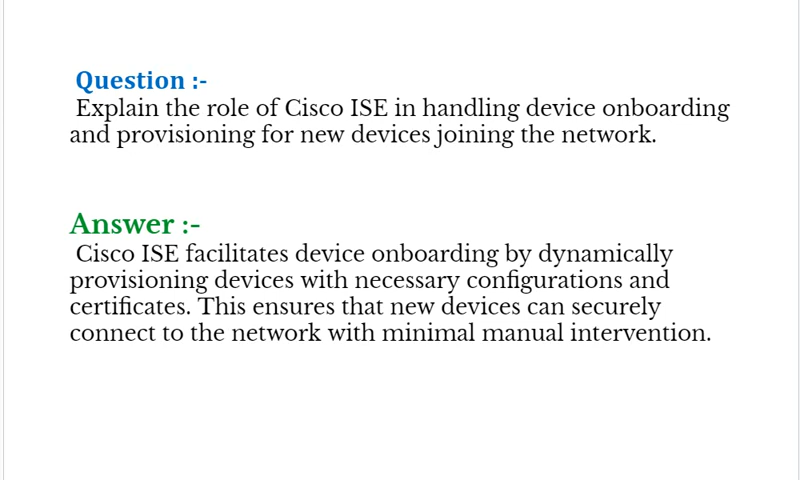 Question :-
Explain the role of Cisco ISE in handling device onboarding
and provisioning for new devices joining the network.
Answer :-
Cisco ISE facilitates device onboarding by dynamically
provisioning devices with necessary configurations and
certificates. This ensures that new devices can securely
connect to the network with minimal manual intervention.